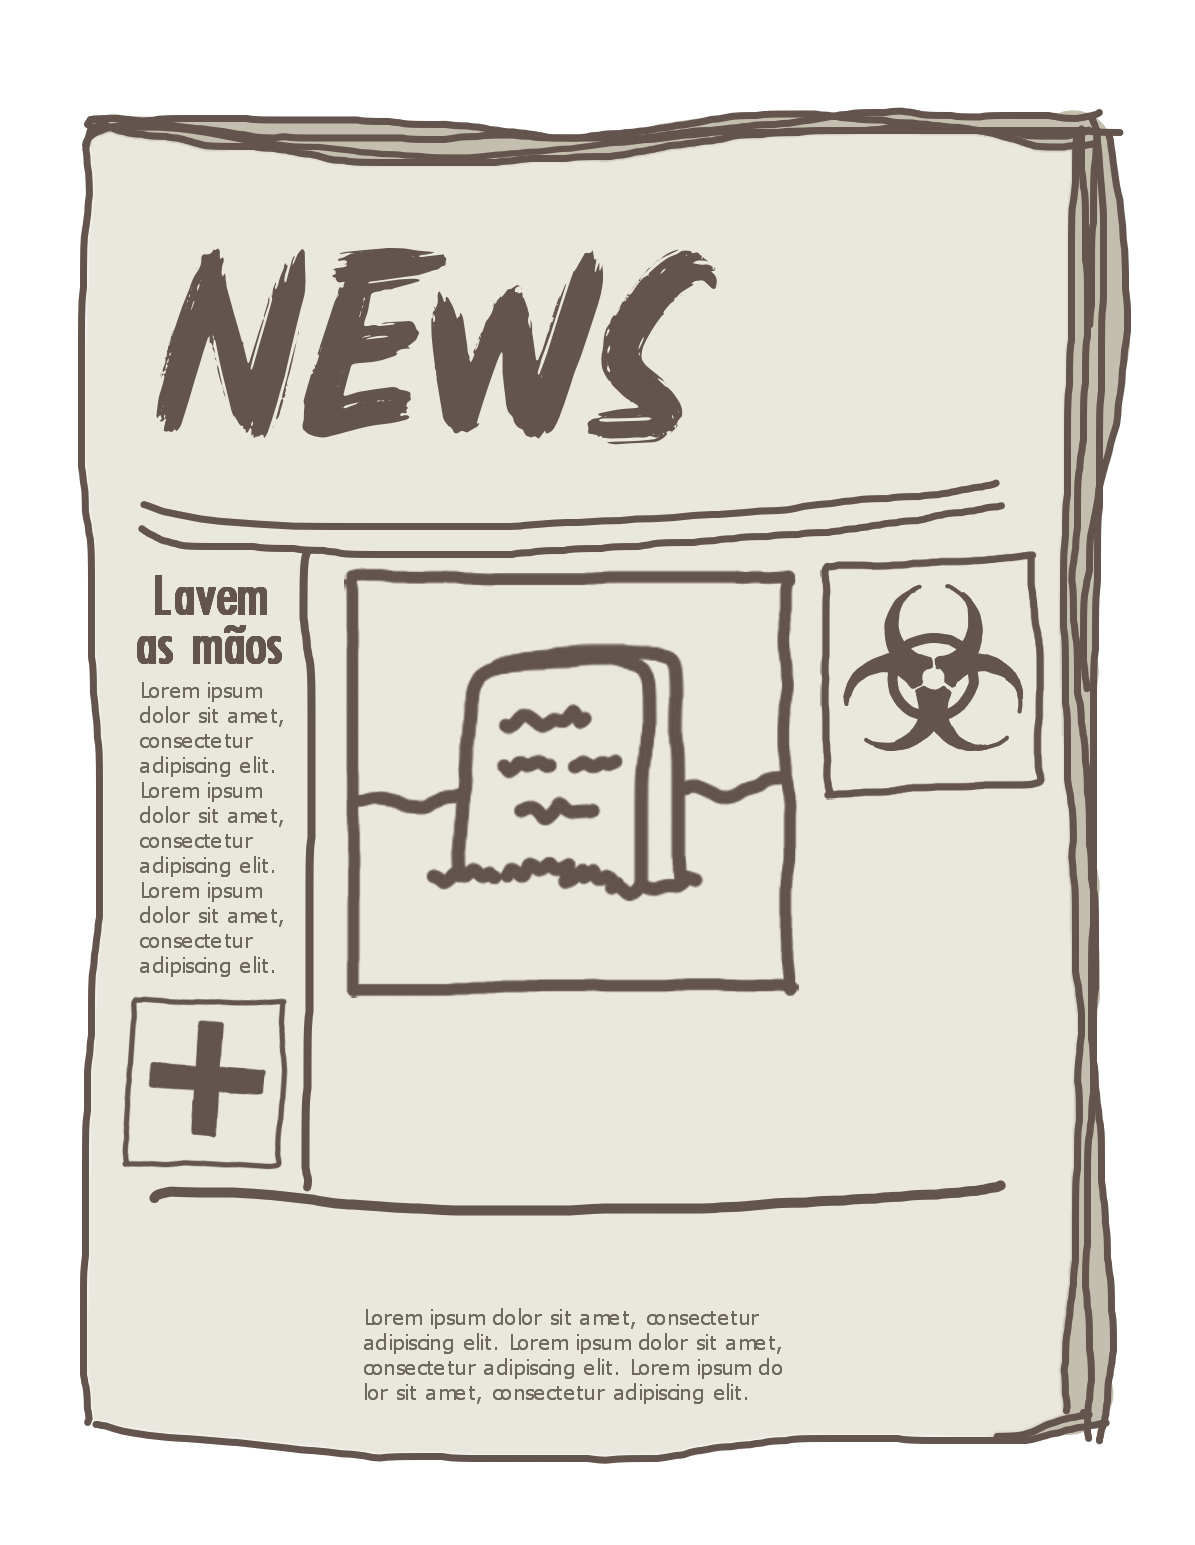 NEWS
Lavem
as mãos
Lorem ipsum
dolor sit amet,
consectetur
adipiscing elit.
Lorem ipsum
dolor sit amet,
consectetur
adipiscing elit.
Lorem ipsum
dolor sit amet,
consectetur
adipiscing elit.
Lorem ipsum dolor sit amet, consectetur
adipiscing elit. Lorem ipsum dolor sit amet,
consectetur adipiscing elit. Lorem ipsum do
lor sit amet, consectetur adipiscing elit.